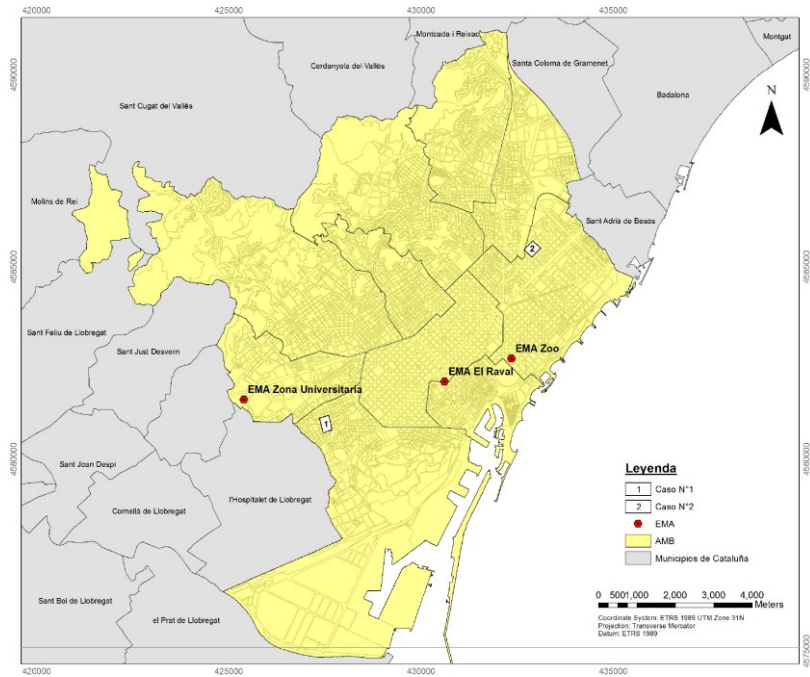 420000 425000 430000 435000
4590000
4590000
Montcada i Reixac
Montgat
Cerdanyola del Vallès
Santa Coloma de Gramenet
Badalona
N
Sant Cugat del Vallès
Molins de Rei
Sant Adrià de Besòs
2
4585000
4585000
Sant Feliu de Llobregat
Sant Just Desvern
EMA Zoo
EMA El Raval
EMA Zona Universitaria
1
4580000
4580000
Sant Joan Despí
Cornellà de Llobregat
l'Hospitalet de Llobregat
Leyenda
1 Caso N°1
2 Caso N°2
EMA
AMB
Municipios de Cataluña
Sant Boi de Llobregat
el Prat de Llobregat
0 500 1,000 2,000 3,000 4,000
Meters
Coordinate System: ETRS 1989 UTM Zone 31N
Projection: Transverse Mercator
Datum: ETRS 1989
4575000
420000 425000 430000 435000